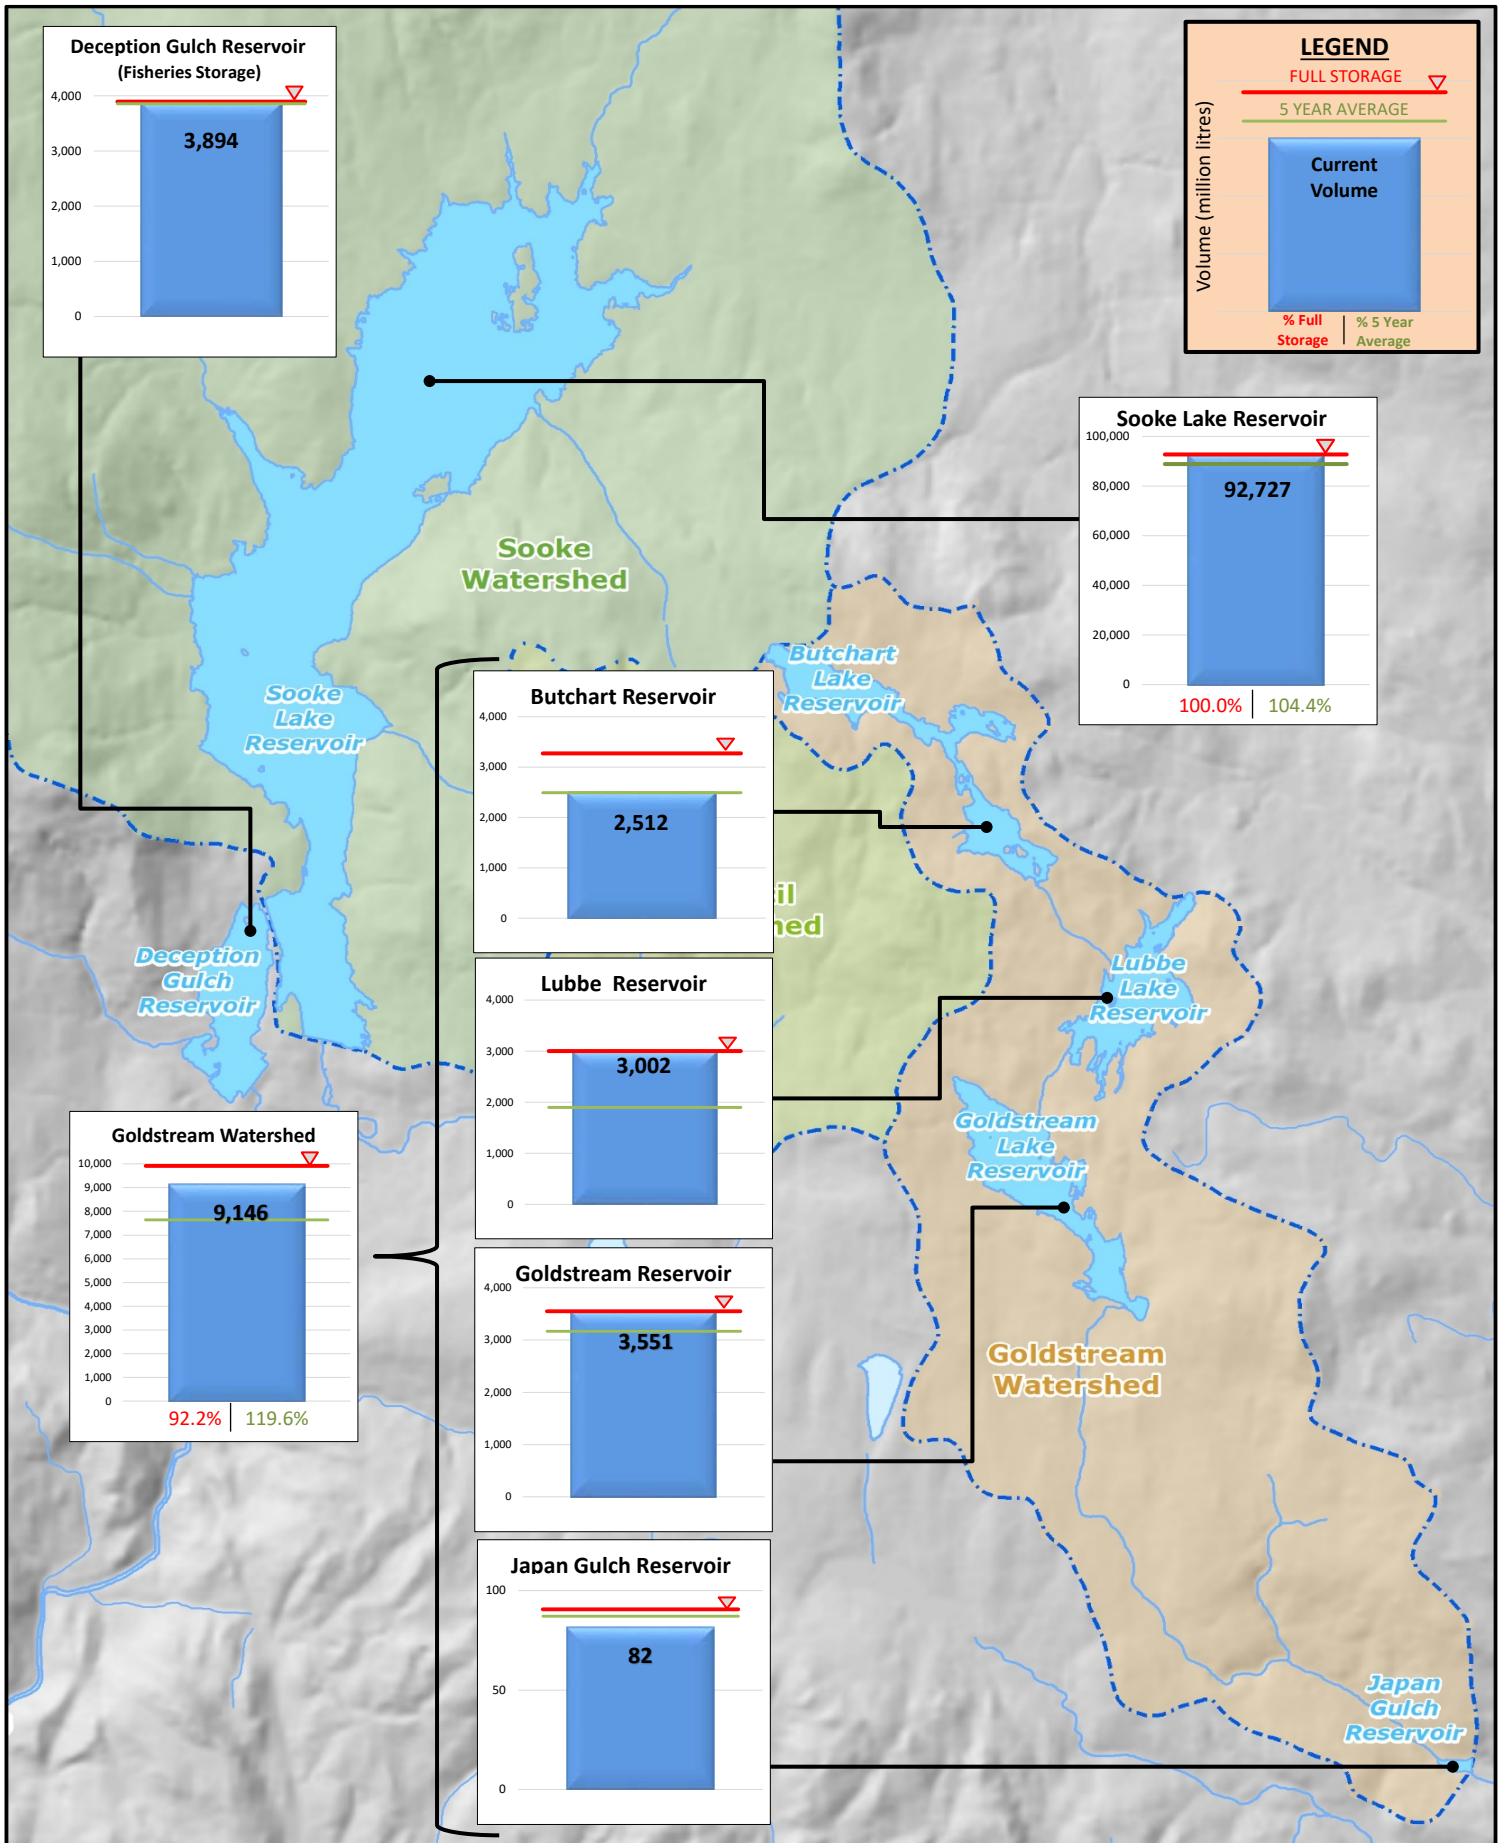 Deception Gulch Reservoir
(Fisheries Storage)
4,000
3,000
2,000
1,000
0
3,894
LEGEND
FULL STORAGE
5 YEAR AVERAGE
Current
Volume
Volume (million litres)
% Full
Storage
% 5 Year
Average
Sooke Lake Reservoir
100,000
80,000
60,000
40,000
20,000
0
92,727
100.0%
104.4%
Sooke
Watershed
Sooke
Lake
Reservoir
Butchart
Lake
Reservoir
Butchart Reservoir
4,000
3,000
2,000
1,000
0
2,512
il
hed
Deception
Gulch
Reservoir
Lubbe
Lake
Reservoir
Lubbe Reservoir
4,000
3,000
2,000
1,000
0
3,002
Goldstream
Lake
Reservoir
Goldstream Watershed
10,000
9,000
8,000
7,000
6,000
5,000
4,000
3,000
2,000
1,000
0
9,146
92.2%
119.6%
Goldstream Reservoir
4,000
3,000
2,000
1,000
0
3,551
Goldstream
Watershed
Japan Gulch Reservoir
100
50
0
82
Japan
Gulch
Reservoir